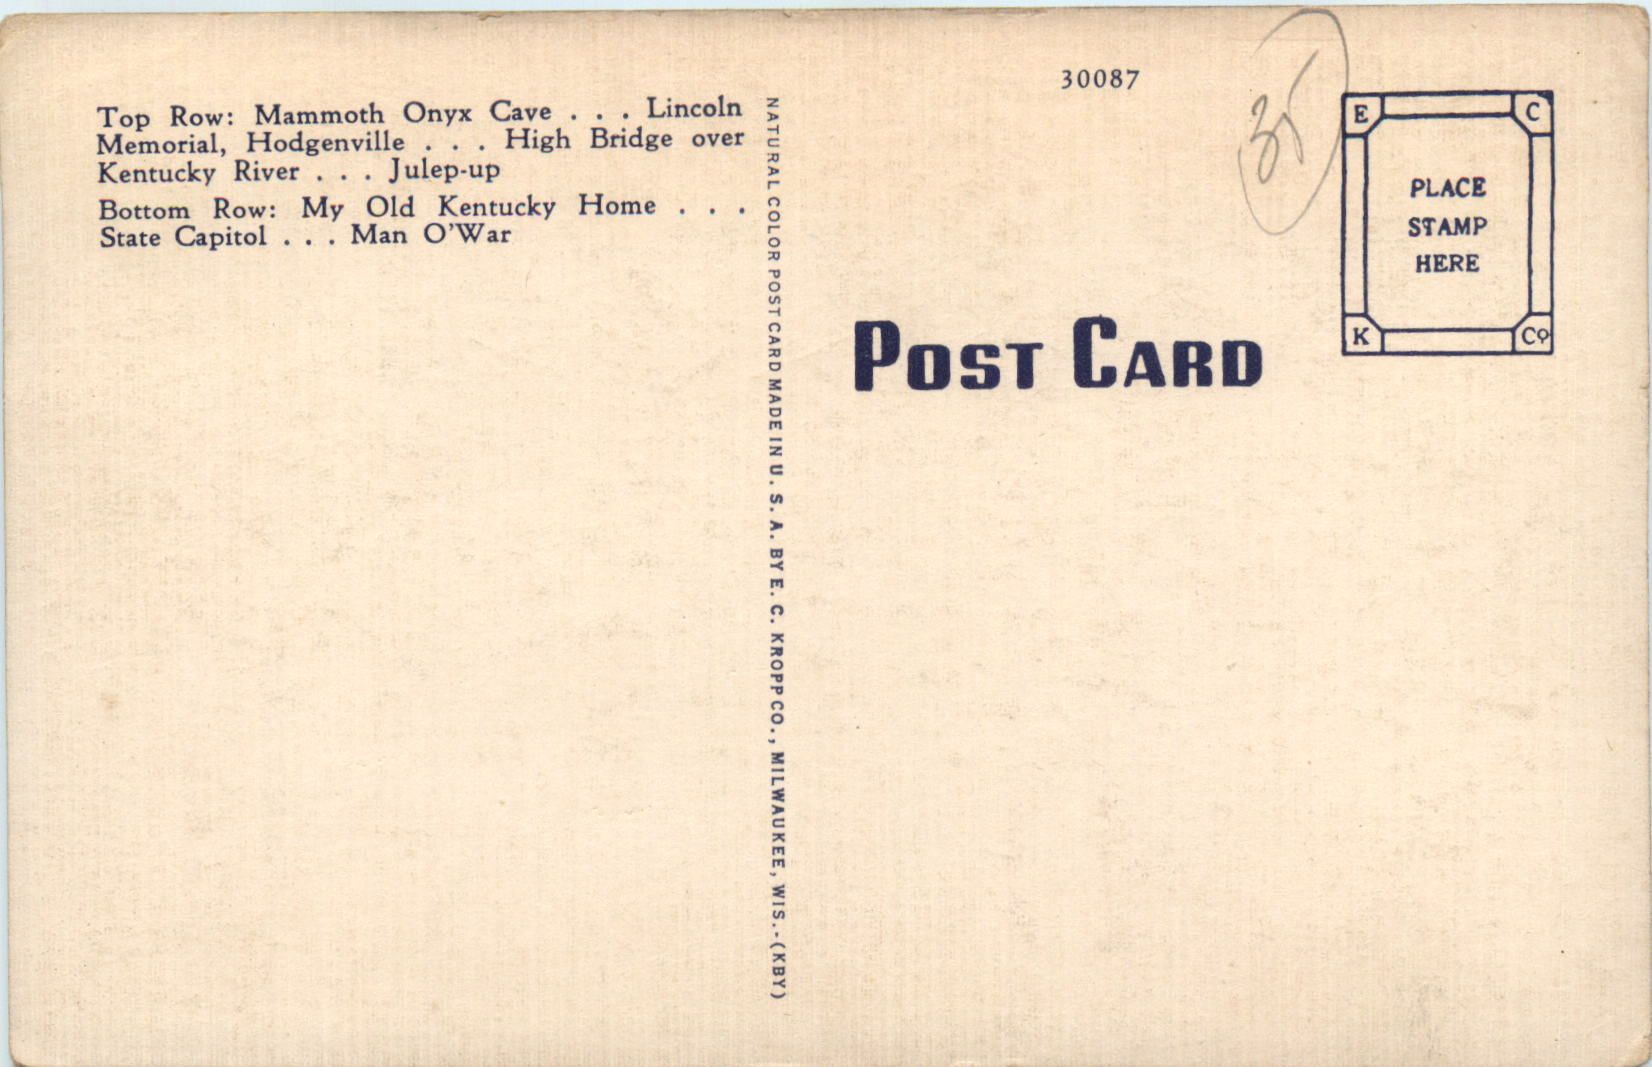 Top Row: Mammoth Onyx Cave . . . Lincoln
Memorial, Hodgenville . . . High Bridge over
Kentucky River . . . Julep-up
Bottom Row: My Old Kentucky Home . . .
State Capitol . . . Man O'War
NATURAL COLOR POST CARD MADE IN U. S. A. BY E. C. KROPP CO., MILWAUKEE, WIS.-(KBY)
30087
35
E C
PLACE
STAMP
HERE
K Co
POST CARD